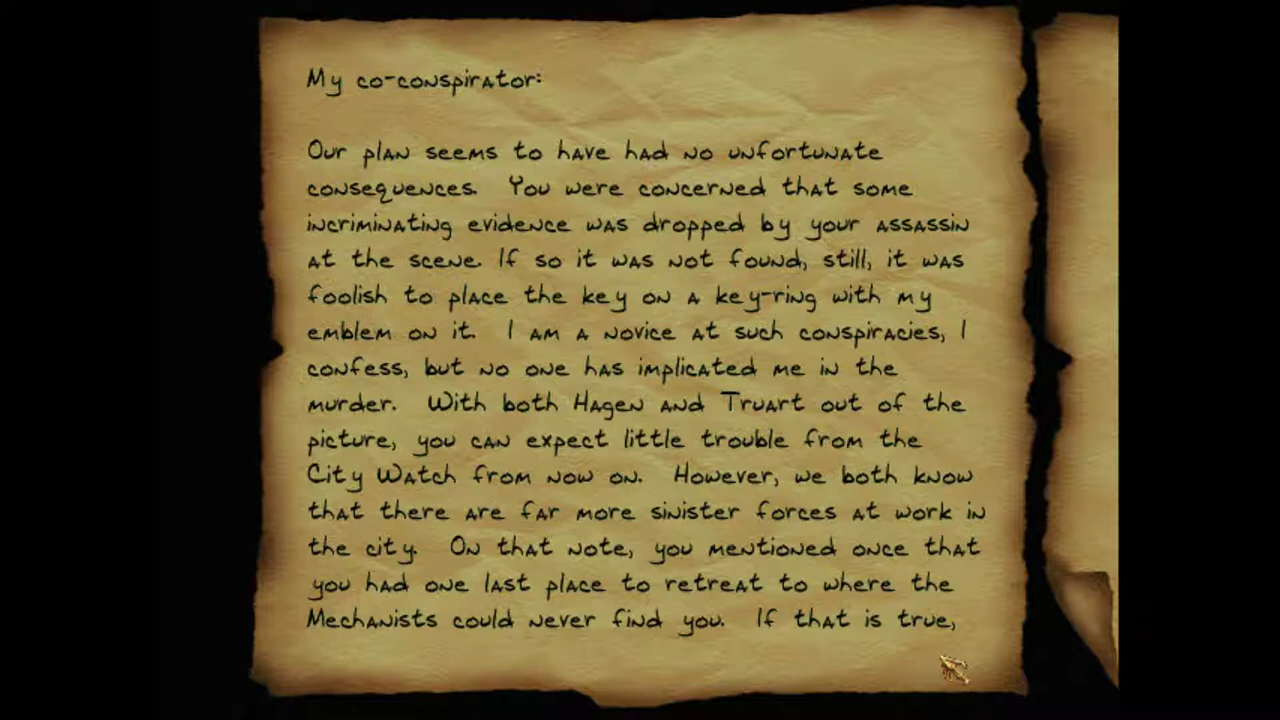 My co-conspirator:
Our plan seems to have had no unfortunate
consequences. You were concerned that some
incriminating evidence was dropped by your assassin
at the scene. If so it was not found, still, it was
foolish to place the key on a key-ring with my
emblem on it. I am a novice at such conspiracies, I
confess, but no one has implicated me in the
murder. With both Hagen and Truart out of the
picture, you can expect little trouble from the
City Watch from now on. However, we both know
that there are far more sinister forces at work in
the city. On that note, you mentioned once that
you had one last place to retreat to where the
Mechanists could never find you. If that is true,